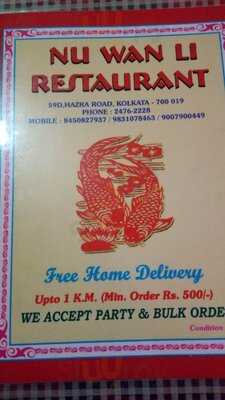 NU WAN LI
RESTAURANT
59D,HAZRA ROAD, KOLKATA - 700 019
PHONE : 2476-2228
MOBILE : 8450827937 / 9831078463 / 9007900449
Free Home Delivery
Upto 1 K.M. (Min. Order Rs. 500/-)
WE ACCEPT PARTY & BULK ORDE
Condition